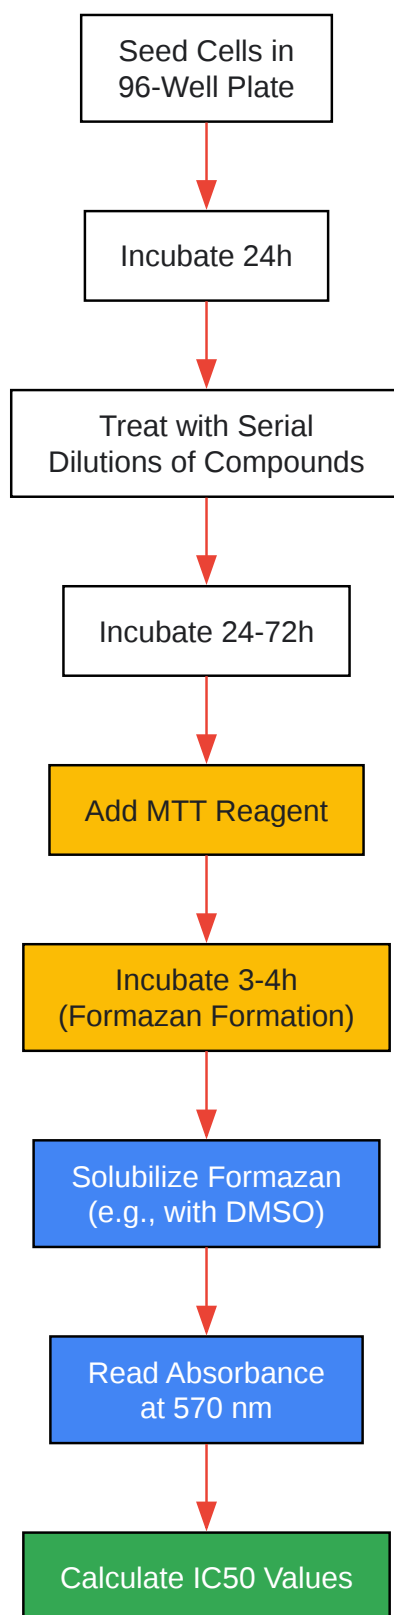 Seed Cells in
96-Well Plate
Incubate 24h
Treat with Serial
Dilutions of Compounds
Incubate 24-72h
Add MTT Reagent
Incubate 3-4h
(Formazan Formation)
Solubilize Formazan
(e.g., with DMSO)
Read Absorbance
at 570 nm
Calculate IC50 Values